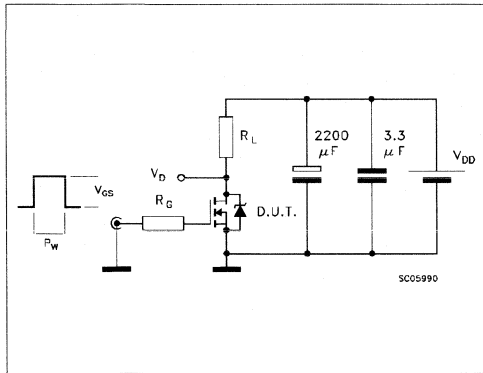 R_L
2200
µF
3.3
µF
V_DD
V_D
V_GS
R_G
D.U.T.
P_W
SC05990